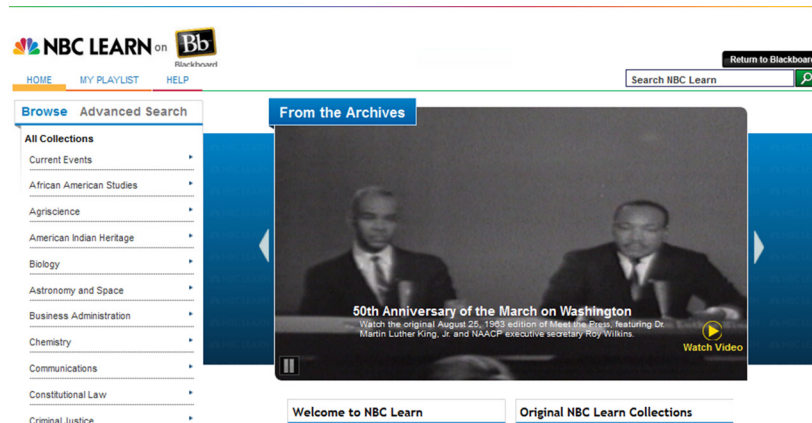 NBC LEARN on Bb
Blackboard
Return to Blackboard
HOME MY PLAYLIST HELP
Search NBC Learn
Browse Advanced Search
From the Archives
All Collections
Current Events
African American Studies
Agriscience
American Indian Heritage
Biology
Astronomy and Space
Business Administration
Chemistry
Communications
Constitutional Law
Criminal Justice
50th Anniversary of the March on Washington
Watch the original August 25, 1963 edition of Meet the Press, featuring Dr.
Martin Luther King, Jr. and NAACP executive secretary Roy Wilkins.
Watch Video
Welcome to NBC Learn
Original NBC Learn Collections